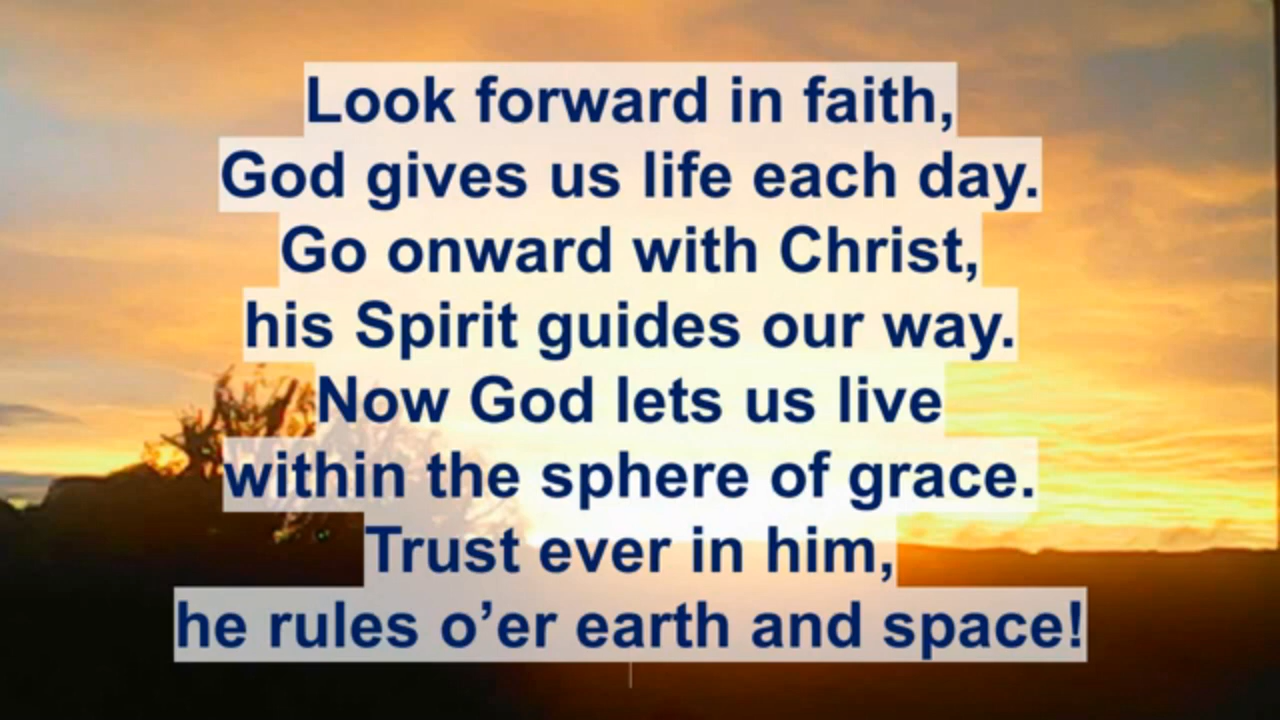 Look forward in faith,
God gives us life each day.
Go onward with Christ,
his Spirit guides our way.
Now God lets us live
within the sphere of grace.
Trust ever in him,
he rules o’er earth and space!